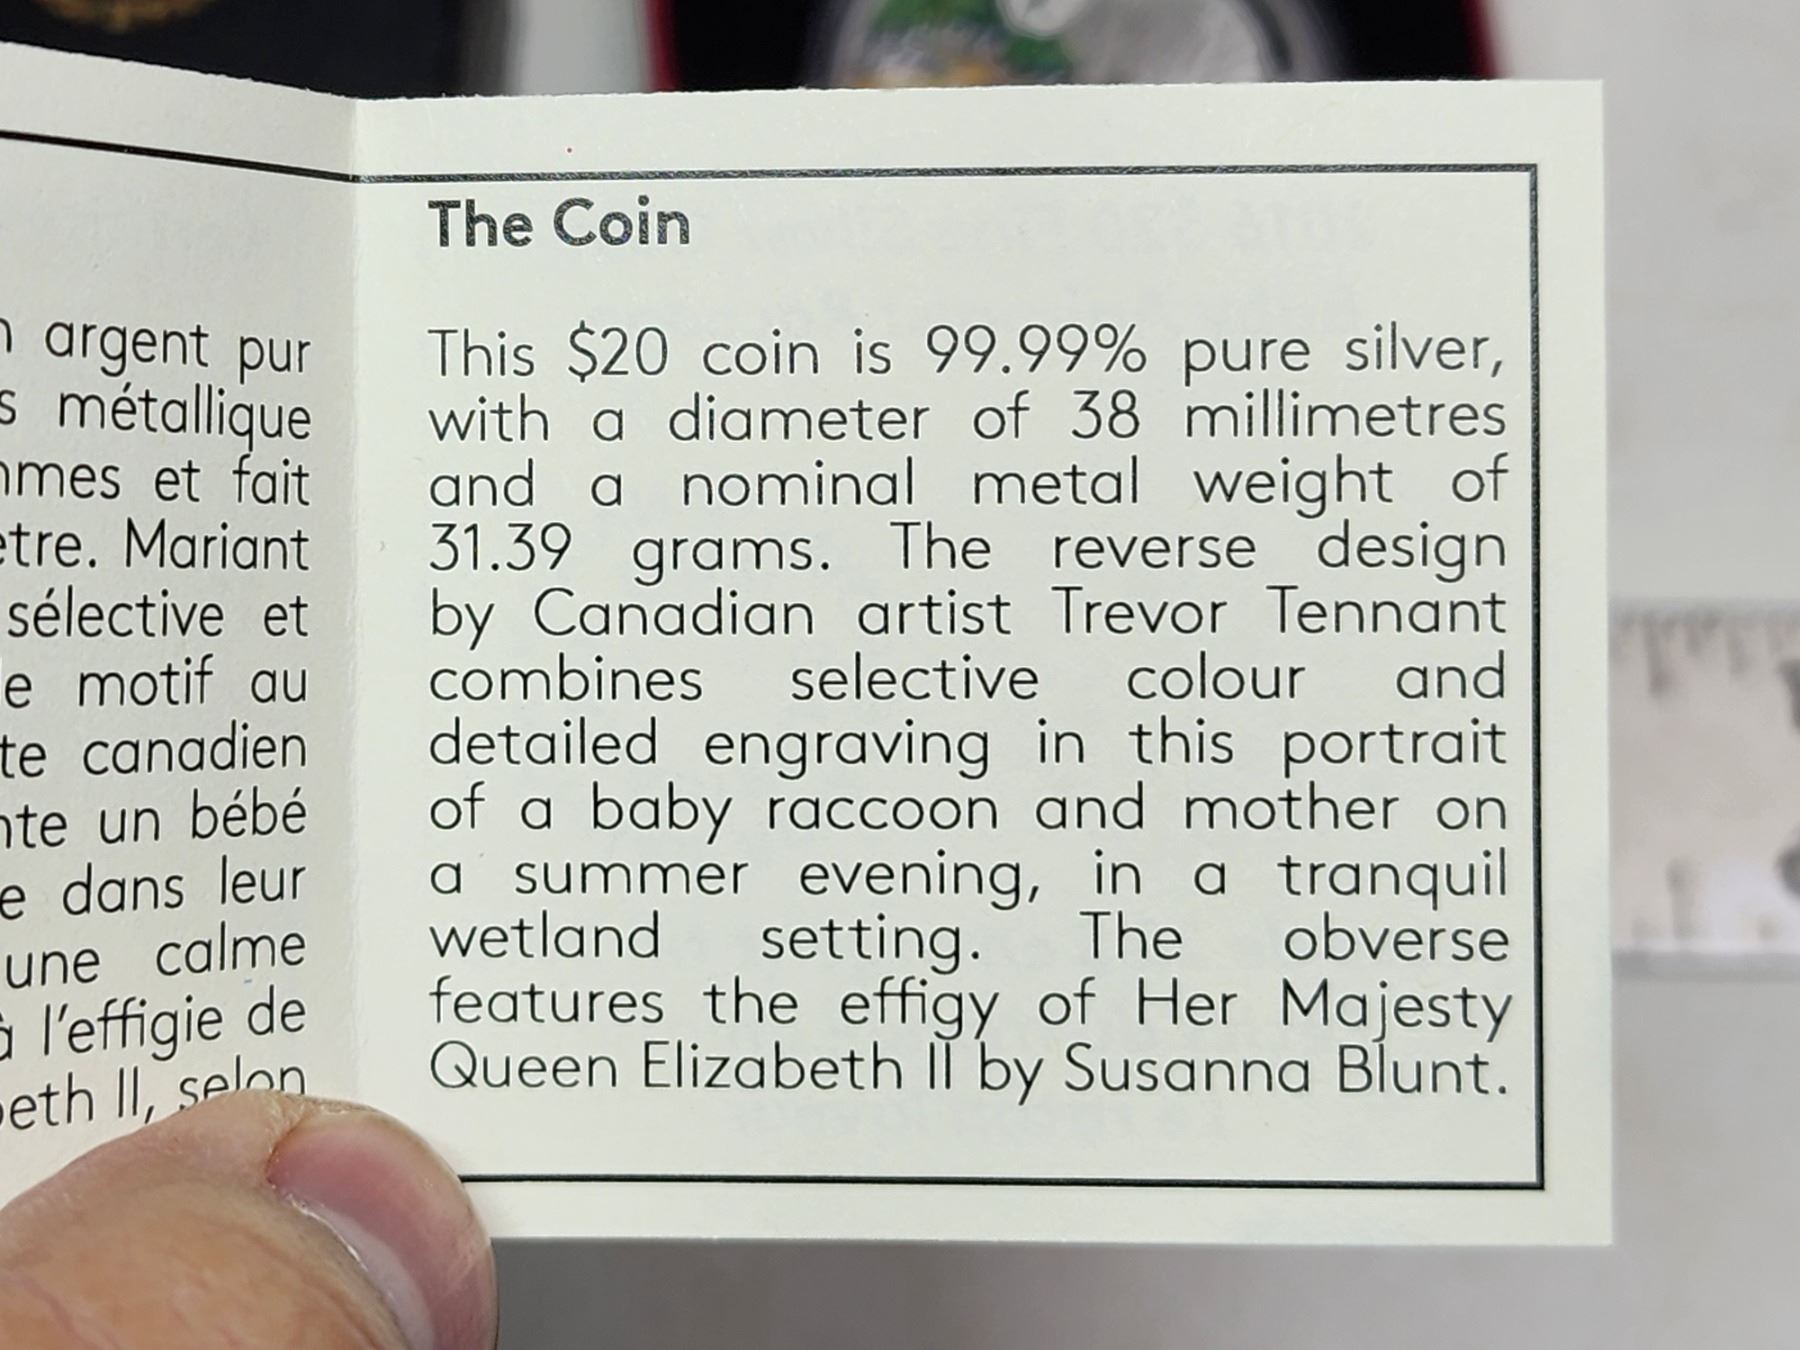 argent pur
métallique
et fait
Mariant
sélective et
motif au
canadien
un bébé
dans leur
une calme
l'effigie de
II, selon
The Coin
This $20 coin is 99.99% pure silver,
with a diameter of 38 millimetres
and a nominal metal weight of
31.39 grams. The reverse design
by Canadian artist Trevor Tennant
combines selective colour and
detailed engraving in this portrait
of a baby raccoon and mother on
a summer evening, in a tranquil
wetland setting. The obverse
features the effigy of Her Majesty
Queen Elizabeth II by Susanna Blunt.